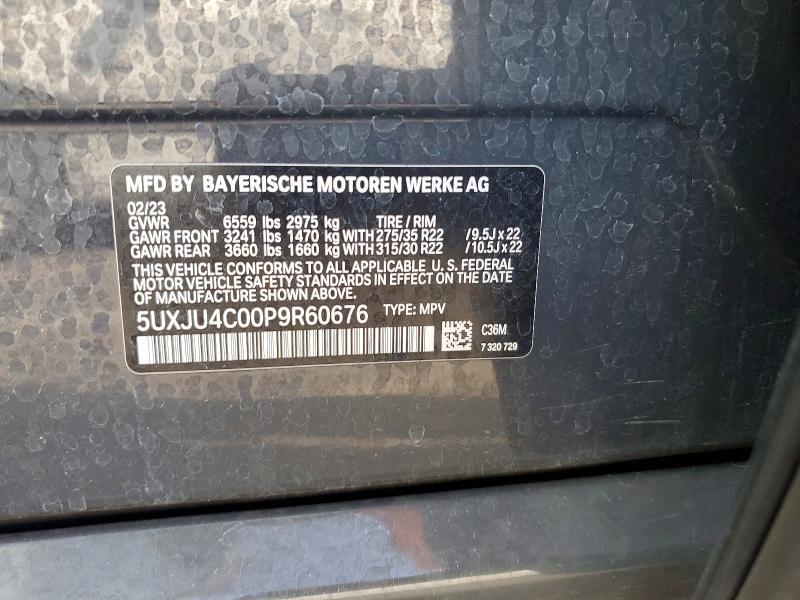 MFD BY BAYERISCHE MOTOREN WERKE AG
02/23
GVWR 6559 lbs 2975 kg TIRE / RIM
GAWR FRONT 3241 lbs 1470 kg WITH 275/35 R22 /9.5J x 22
GAWR REAR 3660 lbs 1660 kg WITH 315/30 R22 /10.5J x 22
THIS VEHICLE CONFORMS TO ALL APPLICABLE U. S. FEDERAL
MOTOR VEHICLE SAFETY STANDARDS IN EFFECT ON THE DATE
OF MANUFACTURE SHOWN ABOVE.
5UXJU4C00P9R60676 TYPE: MPV
C36M
7 320 729